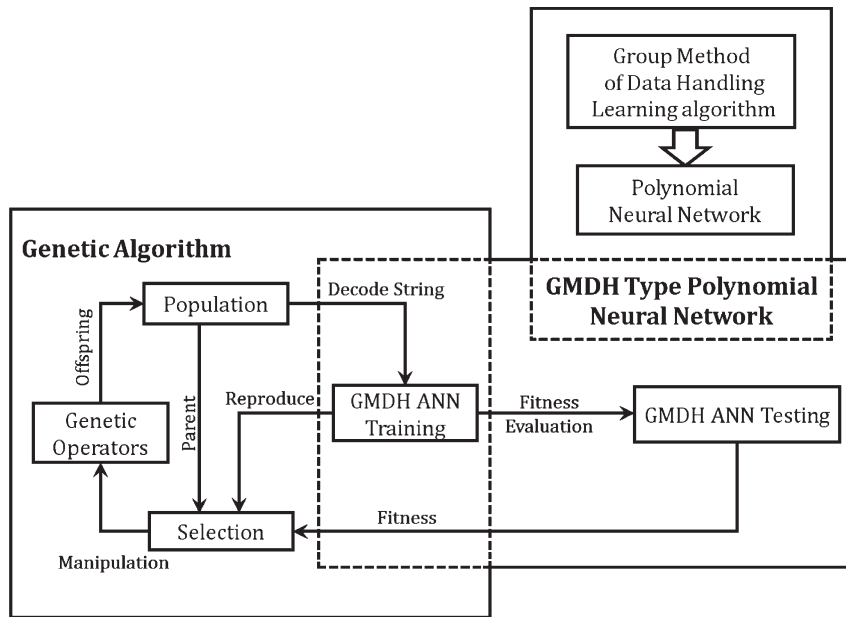 Group Method
of Data Handling
Learning algorithm
Polynomial
Neural Network
GMDH Type Polynomial
Neural Network
Genetic Algorithm
Population
Decode String
Offspring
Parent
Reproduce
GMDH ANN
Training
Fitness
Evaluation
GMDH ANN Testing
Genetic
Operators
Selection
Fitness
Manipulation